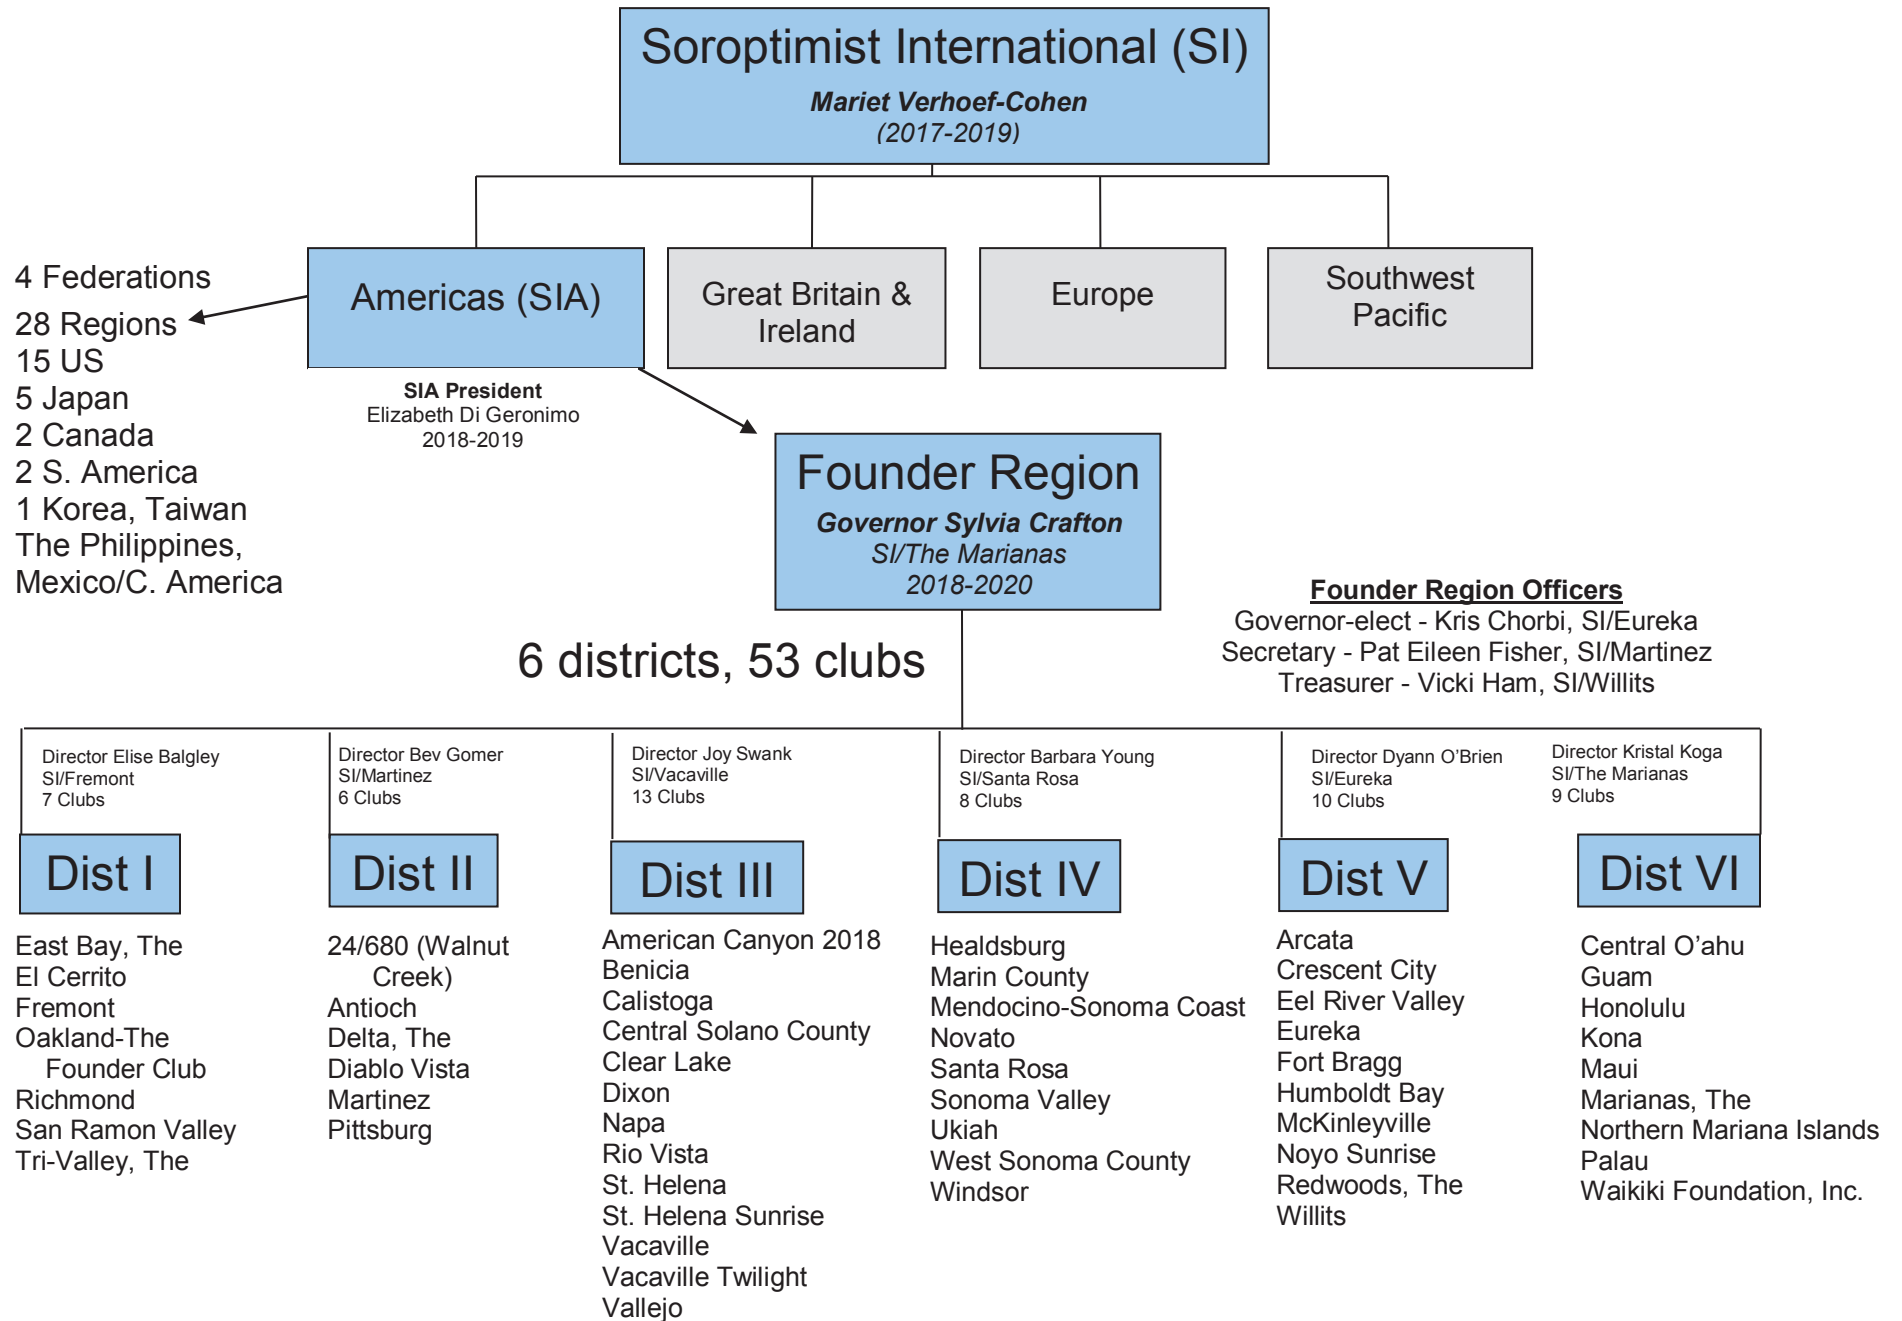 Soroptimist International (SI)
Mariet Verhoef-Cohen
(2017-2019)
4 Federations
28 Regions
15 US
5 Japan
2 Canada
2 S. America
1 Korea, Taiwan
The Philippines,
Mexico/C. America
Americas (SIA)
Great Britain &
Ireland
Europe
Southwest
Pacific
SIA President
Elizabeth Di Geronimo
2018-2019
Founder Region
Governor Sylvia Crafton
SI/The Marianas
2018-2020
Founder Region Officers
Governor-elect - Kris Chorbi, SI/Eureka
Secretary - Pat Eileen Fisher, SI/Martinez
Treasurer - Vicki Ham, SI/Willits
6 districts, 53 clubs
Director Elise Balgley
SI/Fremont
7 Clubs
Dist I
East Bay, The
El Cerrito
Fremont
Oakland-The
Founder Club
Richmond
San Ramon Valley
Tri-Valley, The
Director Bev Gomer
SI/Martinez
6 Clubs
Dist II
24/680 (Walnut
Creek)
Antioch
Delta, The
Diablo Vista
Martinez
Pittsburg
Director Joy Swank
SI/Vacaville
13 Clubs
Dist III
American Canyon 2018
Benicia
Calistoga
Central Solano County
Clear Lake
Dixon
Napa
Rio Vista
St. Helena
St. Helena Sunrise
Vacaville
Vacaville Twilight
Vallejo
Director Barbara Young
SI/Santa Rosa
8 Clubs
Dist IV
Healdsburg
Marin County
Mendocino-Sonoma Coast
Novato
Santa Rosa
Sonoma Valley
Ukiah
West Sonoma County
Windsor
Director Dyann O’Brien
SI/Eureka
10 Clubs
Dist V
Arcata
Crescent City
Eel River Valley
Eureka
Fort Bragg
Humboldt Bay
McKinleyville
Noyo Sunrise
Redwoods, The
Willits
Director Kristal Koga
SI/The Marianas
9 Clubs
Dist VI
Central O’ahu
Guam
Honolulu
Kona
Maui
Marianas, The
Northern Mariana Islands
Palau
Waikiki Foundation, Inc.